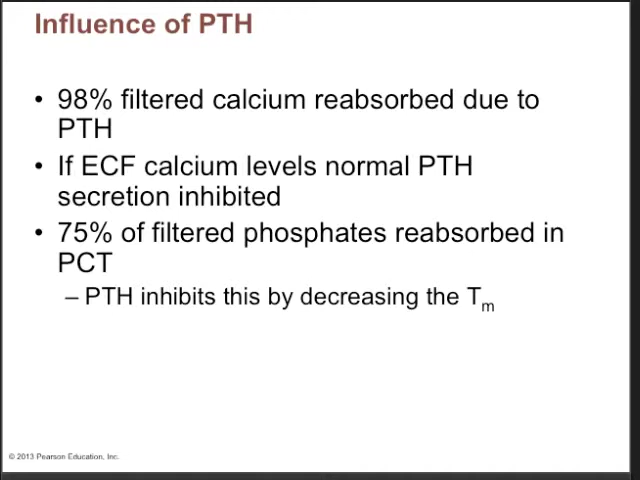 Influence of PTH
• 98% filtered calcium reabsorbed due to
PTH
• If ECF calcium levels normal PTH
secretion inhibited
• 75% of filtered phosphates reabsorbed in
PCT
– PTH inhibits this by decreasing the Tm
© 2013 Pearson Education, Inc.